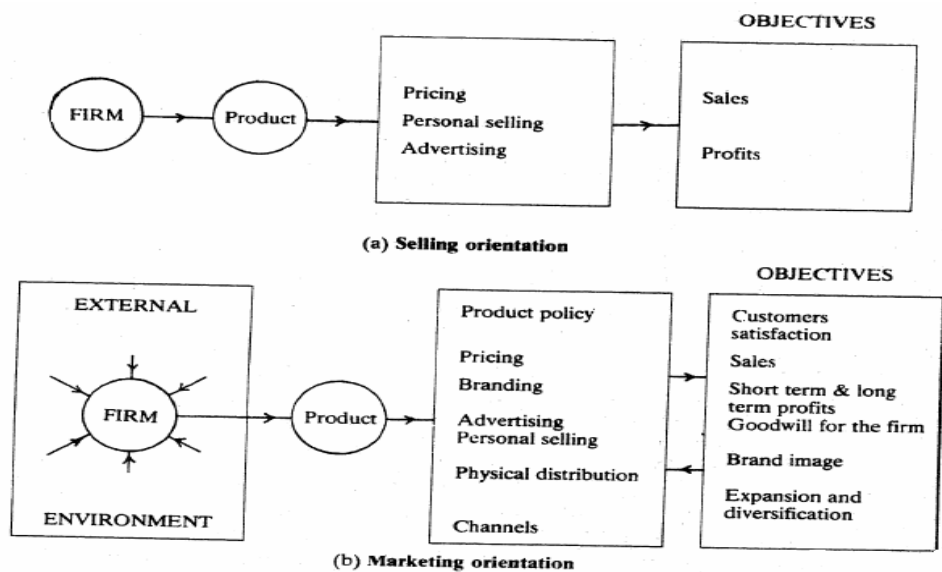 OBJECTIVES
FIRM
Product
Pricing
Personal selling
Advertising
Sales
Profits
(a) Selling orientation
OBJECTIVES
EXTERNAL
FIRM
ENVIRONMENT
Product
Product policy
Pricing
Branding
Advertising
Personal selling
Physical distribution
Channels
Customers
satisfaction
Sales
Short term & long
term profits
Goodwill for the firm
Brand image
Expansion and
diversification
(b) Marketing orientation